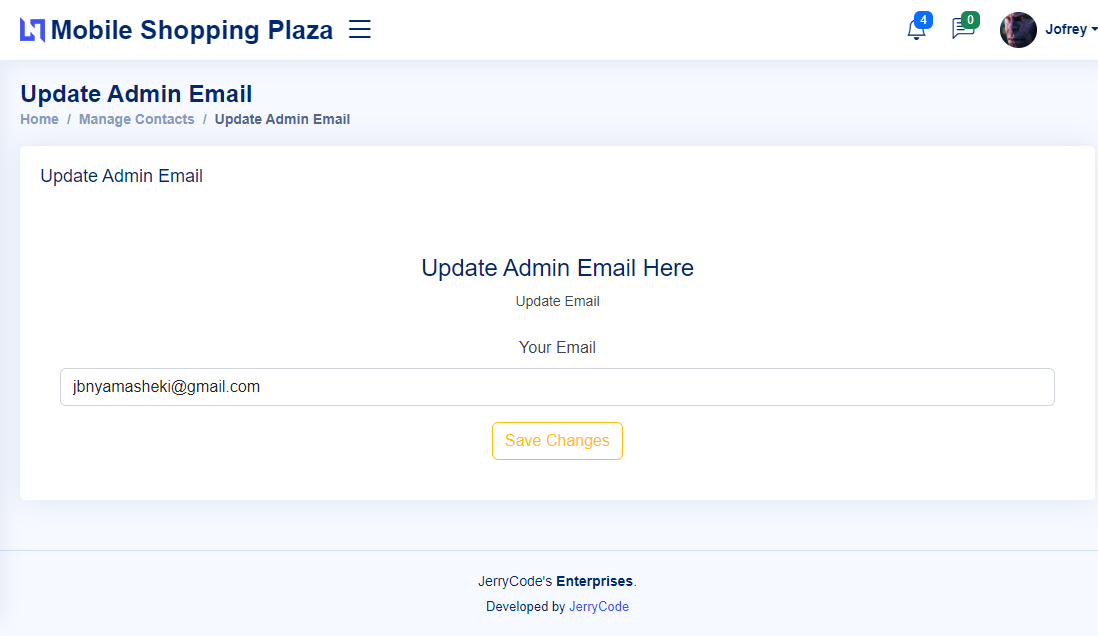 Mobile Shopping Plaza
4
0
Jofrey
Update Admin Email
Home / Manage Contacts / Update Admin Email
Update Admin Email
Update Admin Email Here
Update Email
Your Email
jbnyamasheki@gmail.com
Save Changes
JerryCode's Enterprises.
Developed by JerryCode